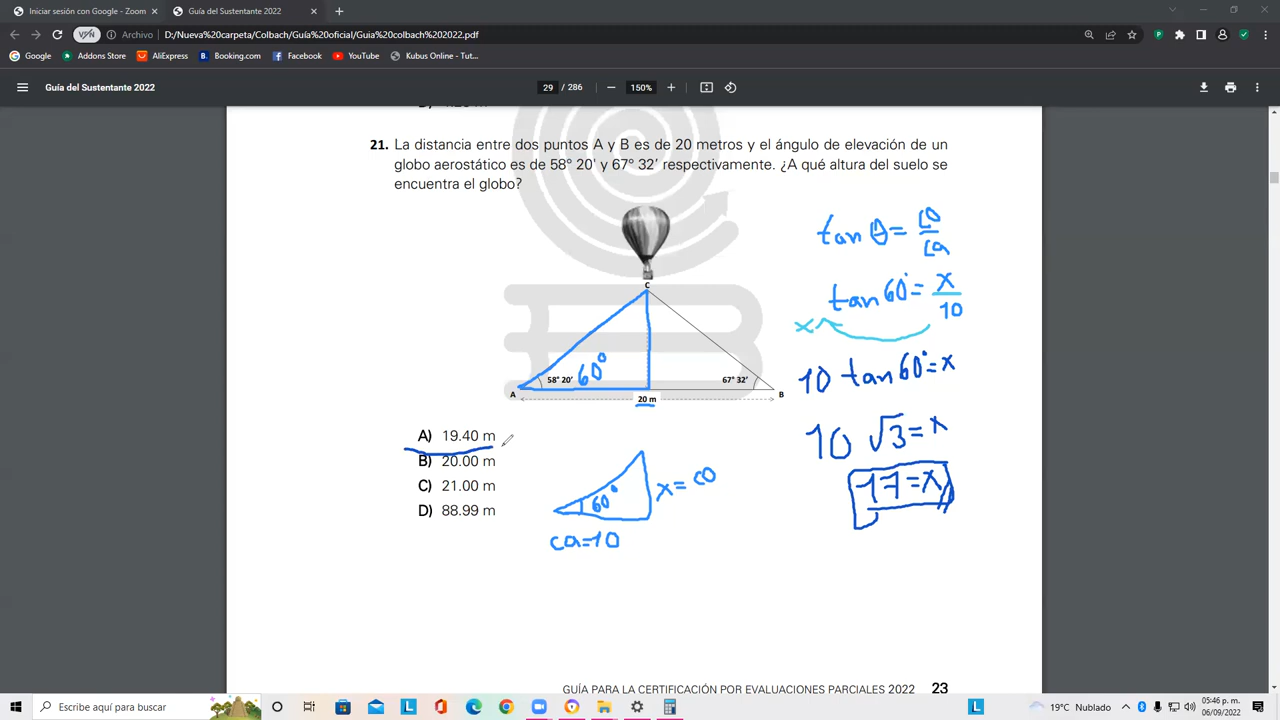 Iniciar sesión con Google - Zoom
Guía del Sustentante 2022
VPN
Archivo
D:/Nueva%20carpeta/Colbach/Guía%20oficial/Guia%20colbach%202022.pdf
Google
Addons Store
AliExpress
Booking.com
Facebook
YouTube
Kubus Online - Tut...
Guía del Sustentante 2022
29 / 286
150%
21. La distancia entre dos puntos A y B es de 20 metros y el ángulo de elevación de un
globo aerostático es de 58° 20' y 67° 32' respectivamente. ¿A qué altura del suelo se
encuentra el globo?
C
58° 20'
60°
67° 32'
A
20 m
B
tan θ = co/ca
tan 60° = x/10
x
10 tan 60° = x
10 √3 = x
17 = x
A) 19.40 m
B) 20.00 m
C) 21.00 m
D) 88.99 m
60°
x = co
ca=10
GUÍA PARA LA CERTIFICACIÓN POR EVALUACIONES PARCIALES 2022 23
Escribe aquí para buscar
19°C Nublado
05:46 p. m.
06/09/2022